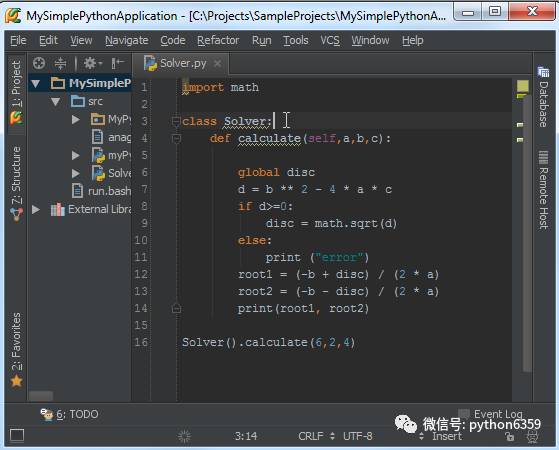 MySimplePythonApplication - [C:\Projects\SampleProjects\MySimplePythonA...
File Edit View Navigate Code Refactor Run Tools VCS Window Help
Solver.py
1: Project
Z: Structure
2: Favorites
MySimpleP
src
MyPy
anag
myPy
Solve
run.bash
External Libra
1 import math
2
3 class Solver:
4 def calculate(self,a,b,c):
5
6 global disc
7 d = b ** 2 - 4 * a * c
8 if d>=0:
9 disc = math.sqrt(d)
10 else:
11 print ("error")
12 root1 = (-b + disc) / (2 * a)
13 root2 = (-b - disc) / (2 * a)
14 print(root1, root2)
15
16 Solver().calculate(6,2,4)
Database
Remote Host
6: TODO
Event Log
微信号: python6359
3:14 CRLF UTF-8 Insert